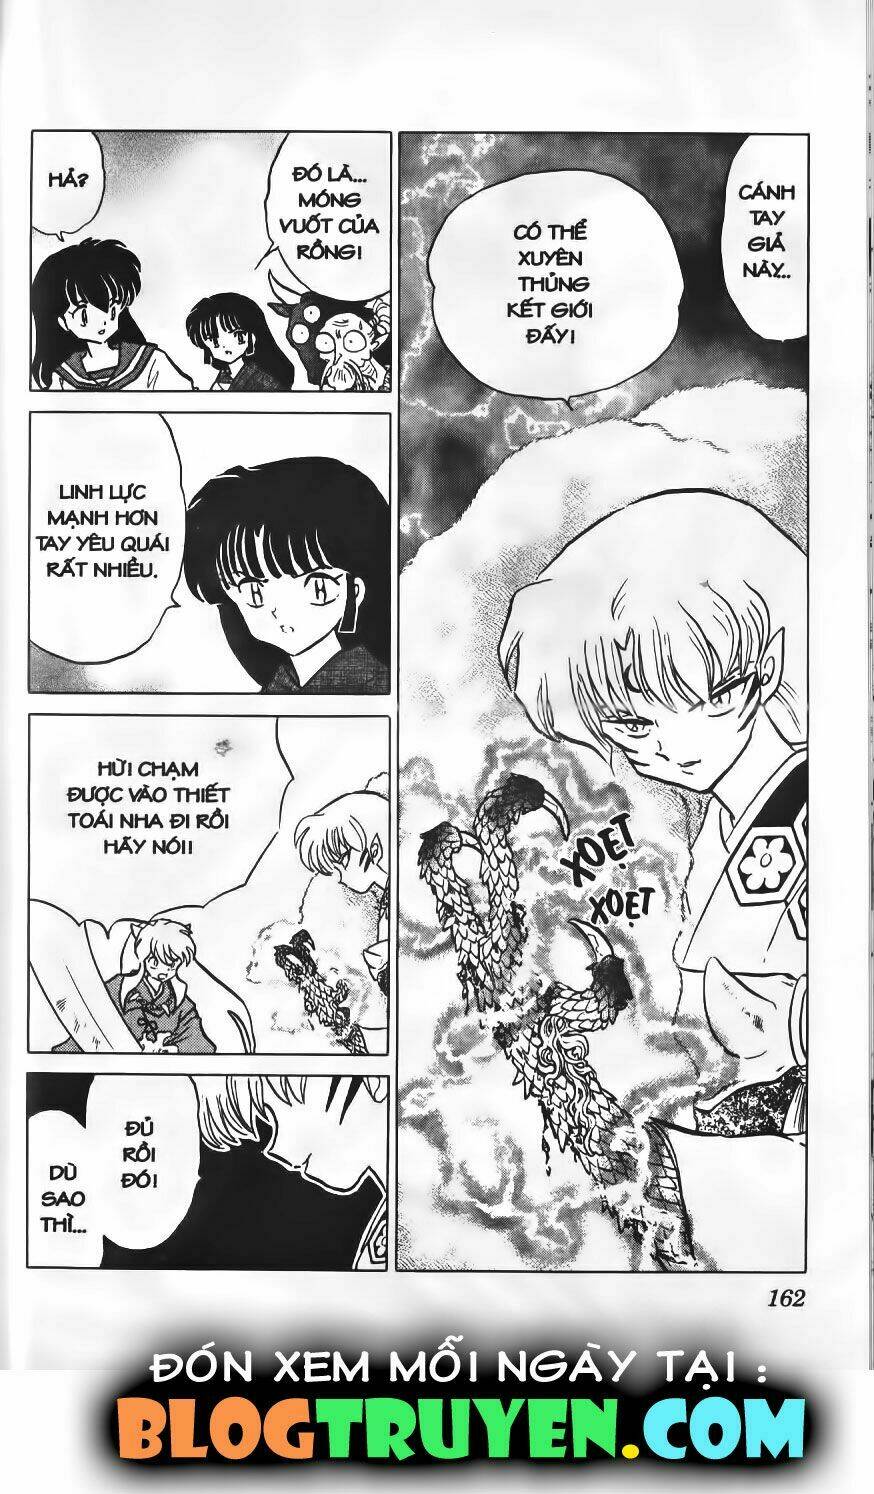 CÁNH
TAY
GIẢ
NÀY...
CÓ THỂ
XUYÊN
THỦNG
KẾT GIỚI
ĐẤY!
XOẸT
XOẸT
ĐÓ LÀ...
MÓNG
VUỐT CỦA
RỒNG!
HẢ?
LINH LỰC
MẠNH HƠN
TAY YÊU QUÁI
RẤT NHIỀU.
HỪ! CHẠM
ĐƯỢC VÀO THIẾT
TOÁI NHA ĐI RỒI
HÃY NÓI!
ĐỦ
RỒI
ĐÓ!
DÙ
SAO
THÌ...
162
ĐÓN XEM MỖI NGÀY TẠI :
BLOGTRUYEN.COM